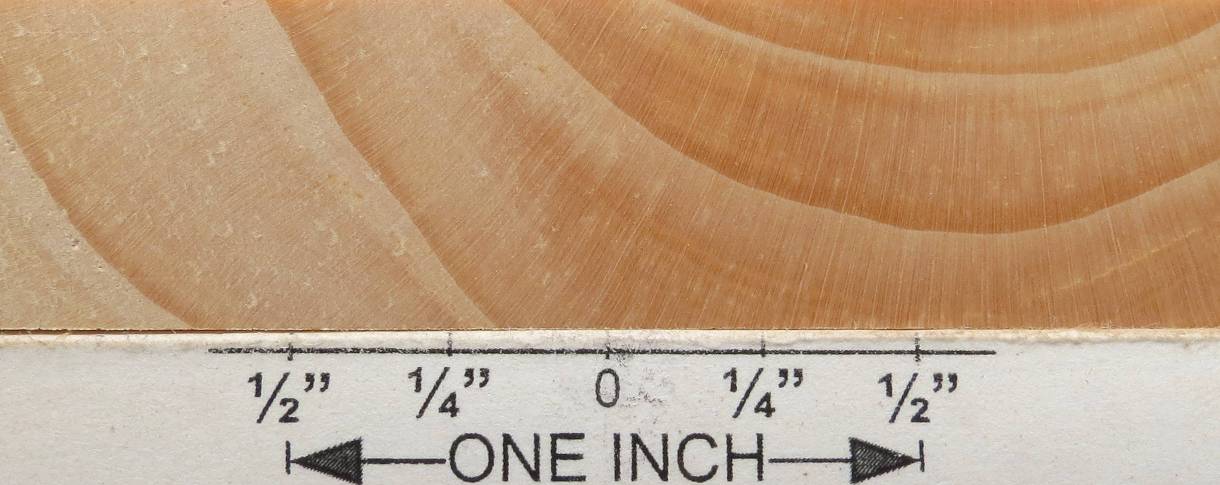 ½” ¼” 0 ¼” ½”
ONE INCH